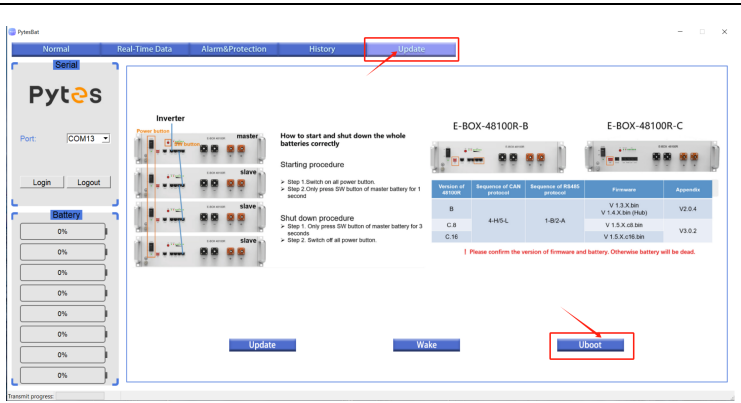 PytesBat
Normal
Real-Time Data
Alarm&Protection
History
Update
Serial
Pytes
Port:
COM13
Login
Logout
Battery
0%
0%
0%
0%
0%
0%
0%
0%
Inverter
Power button
SW button
master
slave
slave
slave
How to start and shut down the whole
batteries correctly
Starting procedure
➢ Step 1.Switch on all power button.
➢ Step 2.Only press SW button of master battery for 1
second
Shut down procedure
➢ Step 1. Only press SW button of master battery for 3
seconds
➢ Step 2. Switch off all power button.
E-BOX-48100R-B
E-BOX-48100R-C
Version of
48100R
Sequence of CAN
protocol
Sequence of RS485
protocol
Firmware
Appendix
B
4-H/5-L
1-B/2-A
V 1.3.X.bin
V 1.4.X.bin (Hub)
V2.0.4
C.8
V 1.5.X.c8.bin
V3.0.2
C.16
V 1.5.X.c16.bin
! Please confirm the version of firmware and battery. Otherwise battery will be dead.
Update
Wake
Uboot
Transmit progress: